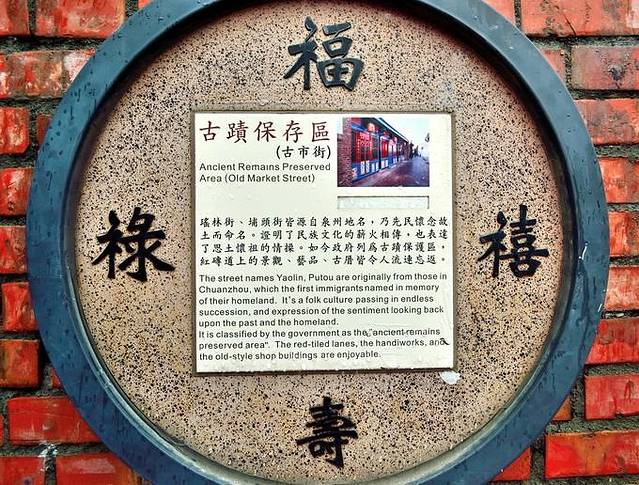 福
祿
禧
壽
古蹟保存區
(古市街)
Ancient Remains Preserved
Area (Old Market Street)
瑤林街、埔頭街皆源自泉州地名，乃先民懷念故
土而命名。證明了民族文化的薪火相傳，也表達
了思土懷祖的情操。如今政府列為古蹟保護區，
紅磚道上的景觀、藝品、古厝皆令人流連忘返。
The street names Yaolin, Putou are originally from those in
Chuanzhou, which the first immigrants named in memory
of their homeland. It's a folk culture passing in endless
succession, and expression of the sentiment looking back
upon the past and the homeland.
It is classified by the government as the "ancient remains
preserved area". The red-tiled lanes, the handiworks, and
the old-style shop buildings are enjoyable.